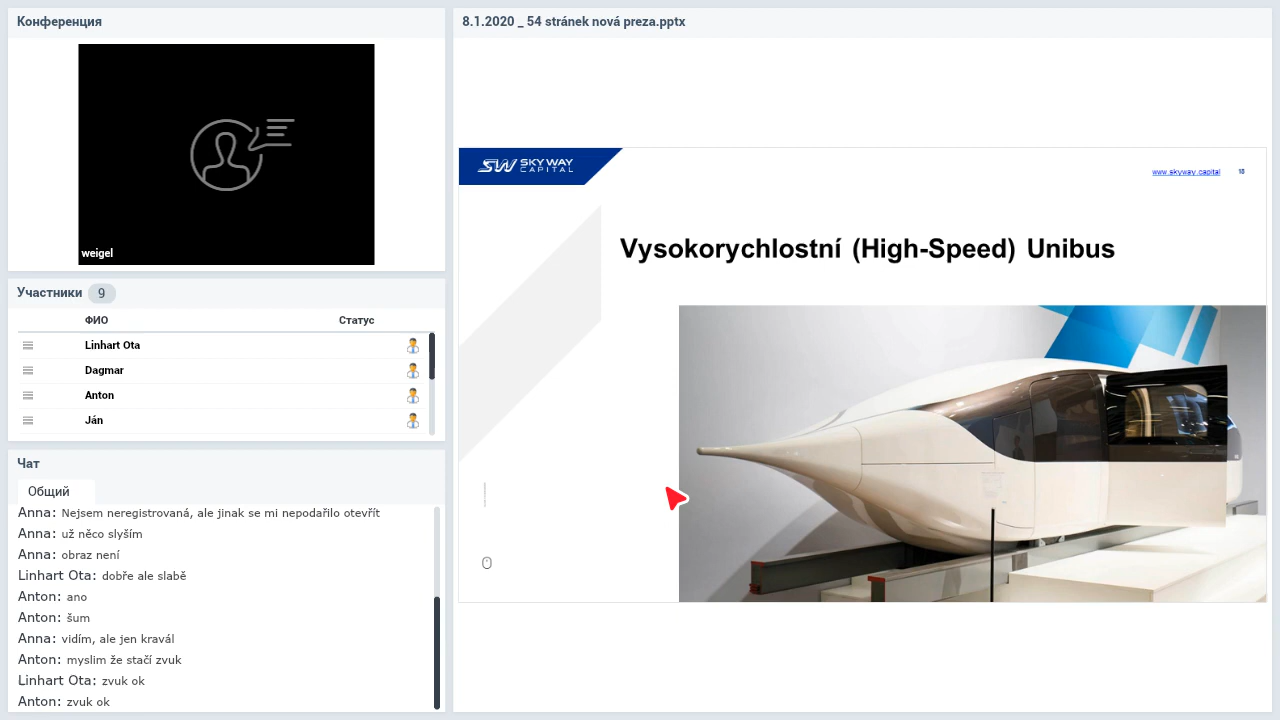 Конференция
weigel
Участники 9
ФИО Статус
Linhart Ota
Dagmar
Anton
Ján
Чат
Общий
Anna: Nejsem neregistrovaná, ale jinak se mi nepodařilo otevřít
Anna: už něco slyším
Anna: obraz není
Linhart Ota: dobře ale slabě
Anton: ano
Anton: šum
Anna: vidím, ale jen kravál
Anton: myslim že stačí zvuk
Linhart Ota: zvuk ok
Anton: zvuk ok
8.1.2020 _ 54 stránek nová preza.pptx
SW SKY WAY
CAPITAL
www.skyway.capital
Vysokorychlostní (High-Speed) Unibus